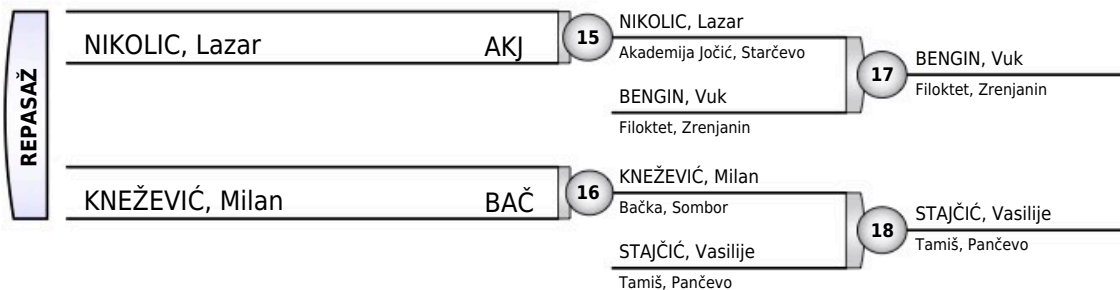 REPASAŽ
NIKOLIC, Lazar AKJ
15
NIKOLIC, Lazar
Akademija Jočić, Starčevo
BENGIN, Vuk
Filoktet, Zrenjanin
17
BENGIN, Vuk
Filoktet, Zrenjanin
KNEŽEVIĆ, Milan BAČ
16
KNEŽEVIĆ, Milan
Bačka, Sombor
STAJČIĆ, Vasilije
Tamiš, Pančevo
18
STAJČIĆ, Vasilije
Tamiš, Pančevo